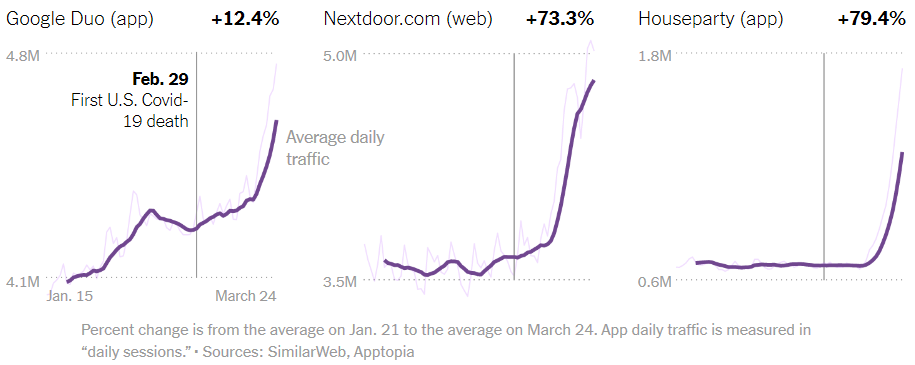 Google Duo (app) +12.4%
Nextdoor.com (web) +73.3%
Houseparty (app) +79.4%
4.8M
5.0M
1.8M
Feb. 29
First U.S. Covid-
19 death
Average daily
traffic
4.1M
3.5M
0.6M
Jan. 15
March 24
Percent change is from the average on Jan. 21 to the average on March 24. App daily traffic is measured in
“daily sessions.” · Sources: SimilarWeb, Apptopia